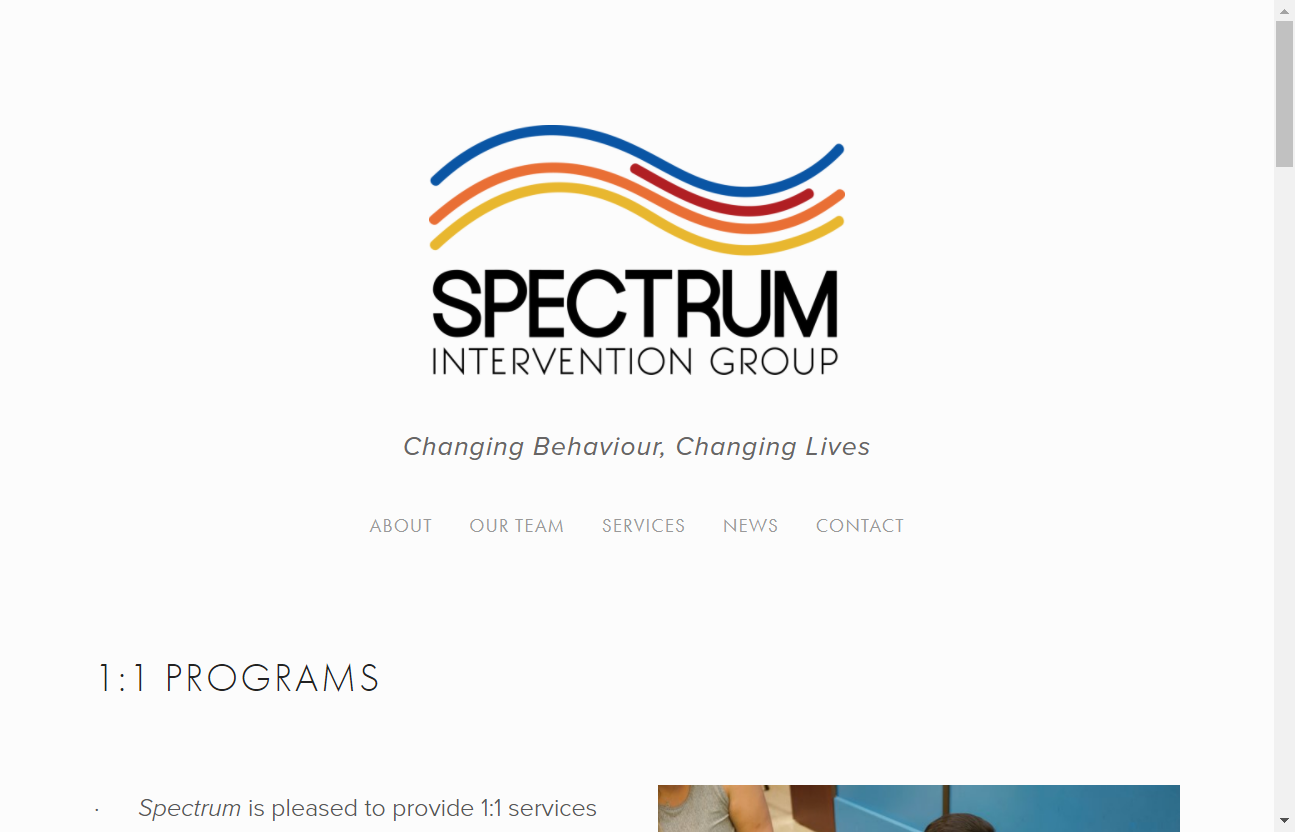 SPECTRUM
INTERVENTION GROUP
Changing Behaviour, Changing Lives
ABOUT OUR TEAM SERVICES NEWS CONTACT
1:1 PROGRAMS
· Spectrum is pleased to provide 1:1 services